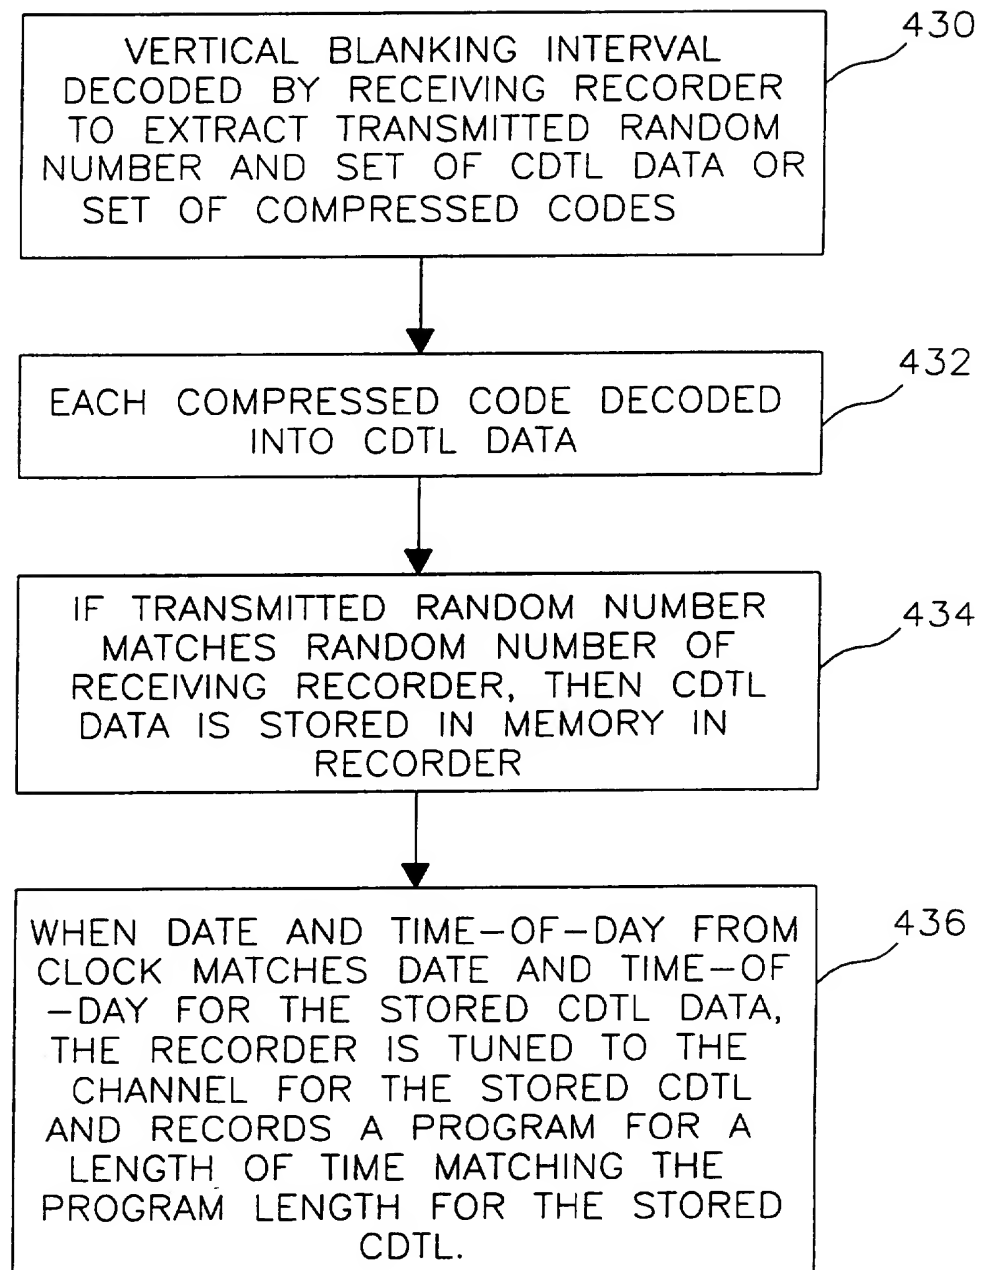 430
VERTICAL BLANKING INTERVAL
DECODED BY RECEIVING RECORDER
TO EXTRACT TRANSMITTED RANDOM
NUMBER AND SET OF CDTL DATA OR
SET OF COMPRESSED CODES
432
EACH COMPRESSED CODE DECODED
INTO CDTL DATA
434
IF TRANSMITTED RANDOM NUMBER
MATCHES RANDOM NUMBER OF
RECEIVING RECORDER, THEN CDTL
DATA IS STORED IN MEMORY IN
RECORDER
436
WHEN DATE AND TIME-OF-DAY FROM
CLOCK MATCHES DATE AND TIME-OF
-DAY FOR THE STORED CDTL DATA,
THE RECORDER IS TUNED TO THE
CHANNEL FOR THE STORED CDTL
AND RECORDS A PROGRAM FOR A
LENGTH OF TIME MATCHING THE
PROGRAM LENGTH FOR THE STORED
CDTL.